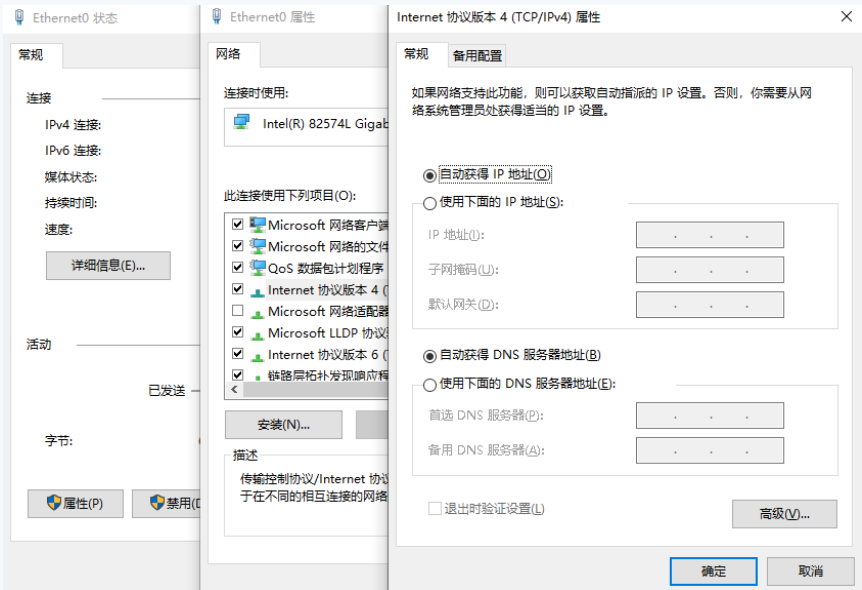 Ethernet0 状态
常规
连接
IPv4 连接:
IPv6 连接:
媒体状态:
持续时间:
速度:
详细信息(E)...
活动
已发送
字节:
属性(P)
禁用(D
Ethernet0 属性
网络
连接时使用:
Intel(R) 82574L Gigab
此连接使用下列项目(O):
Microsoft 网络客户端
Microsoft 网络的文件
QoS 数据包计划程序
Internet 协议版本 4 (
Microsoft 网络适配器
Microsoft LLDP 协议
Internet 协议版本 6 (
链路层拓扑发现响应程
安装(N)...
描述
传输控制协议/Internet 协议
于在不同的相互连接的网络
Internet 协议版本 4 (TCP/IPv4) 属性
常规
备用配置
如果网络支持此功能，则可以获取自动指派的 IP 设置。否则，你需要从网
络系统管理员处获得适当的 IP 设置。
自动获得 IP 地址(O)
使用下面的 IP 地址(S):
IP 地址(I):
子网掩码(U):
默认网关(D):
自动获得 DNS 服务器地址(B)
使用下面的 DNS 服务器地址(E):
首选 DNS 服务器(P):
备用 DNS 服务器(A):
退出时验证设置(L)
高级(V)...
确定
取消